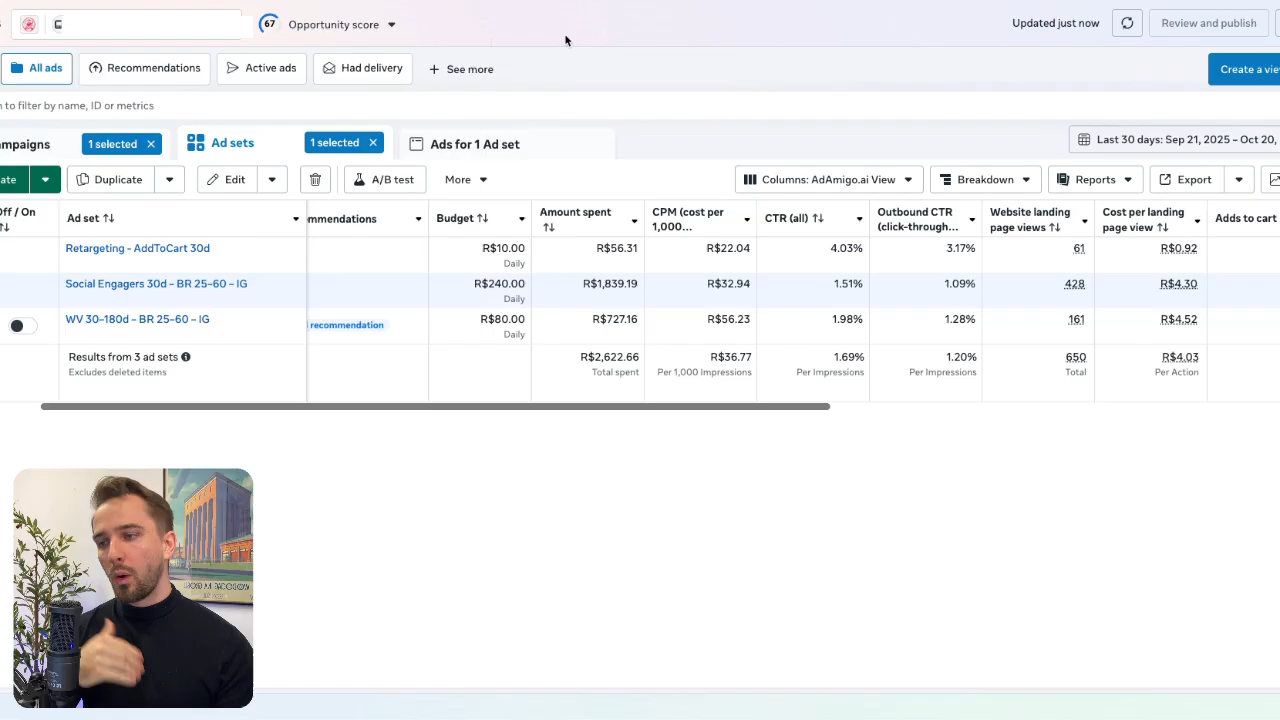 67 Opportunity score
Updated just now
Review and publish
All ads
Recommendations
Active ads
Had delivery
+ See more
Create a vie
n to filter by name, ID or metrics
mpaigns
1 selected ×
Ad sets
1 selected ×
Ads for 1 Ad set
Last 30 days: Sep 21, 2025 – Oct 20,
ate
Duplicate
Edit
A/B test
More
Columns: AdAmigo.ai View
Breakdown
Reports
Export
Off / On
Ad set
mmendations
Budget
Amount spent
CPM (cost per 1,000...
CTR (all)
Outbound CTR (click-through...
Website landing page views
Cost per landing page view
Adds to cart
Retargeting - AddToCart 30d
R$10.00
Daily
R$56.31
R$22.04
4.03%
3.17%
61
R$0.92
Social Engagers 30d - BR 25-60 - IG
R$240.00
Daily
R$1,839.19
R$32.94
1.51%
1.09%
428
R$4.30
WV 30-180d - BR 25-60 - IG
recommendation
R$80.00
Daily
R$727.16
R$56.23
1.98%
1.28%
161
R$4.52
Results from 3 ad sets
Excludes deleted items
R$2,622.66
Total spent
R$36.77
Per 1,000 Impressions
1.69%
Per Impressions
1.20%
Per Impressions
650
Total
R$4.03
Per Action